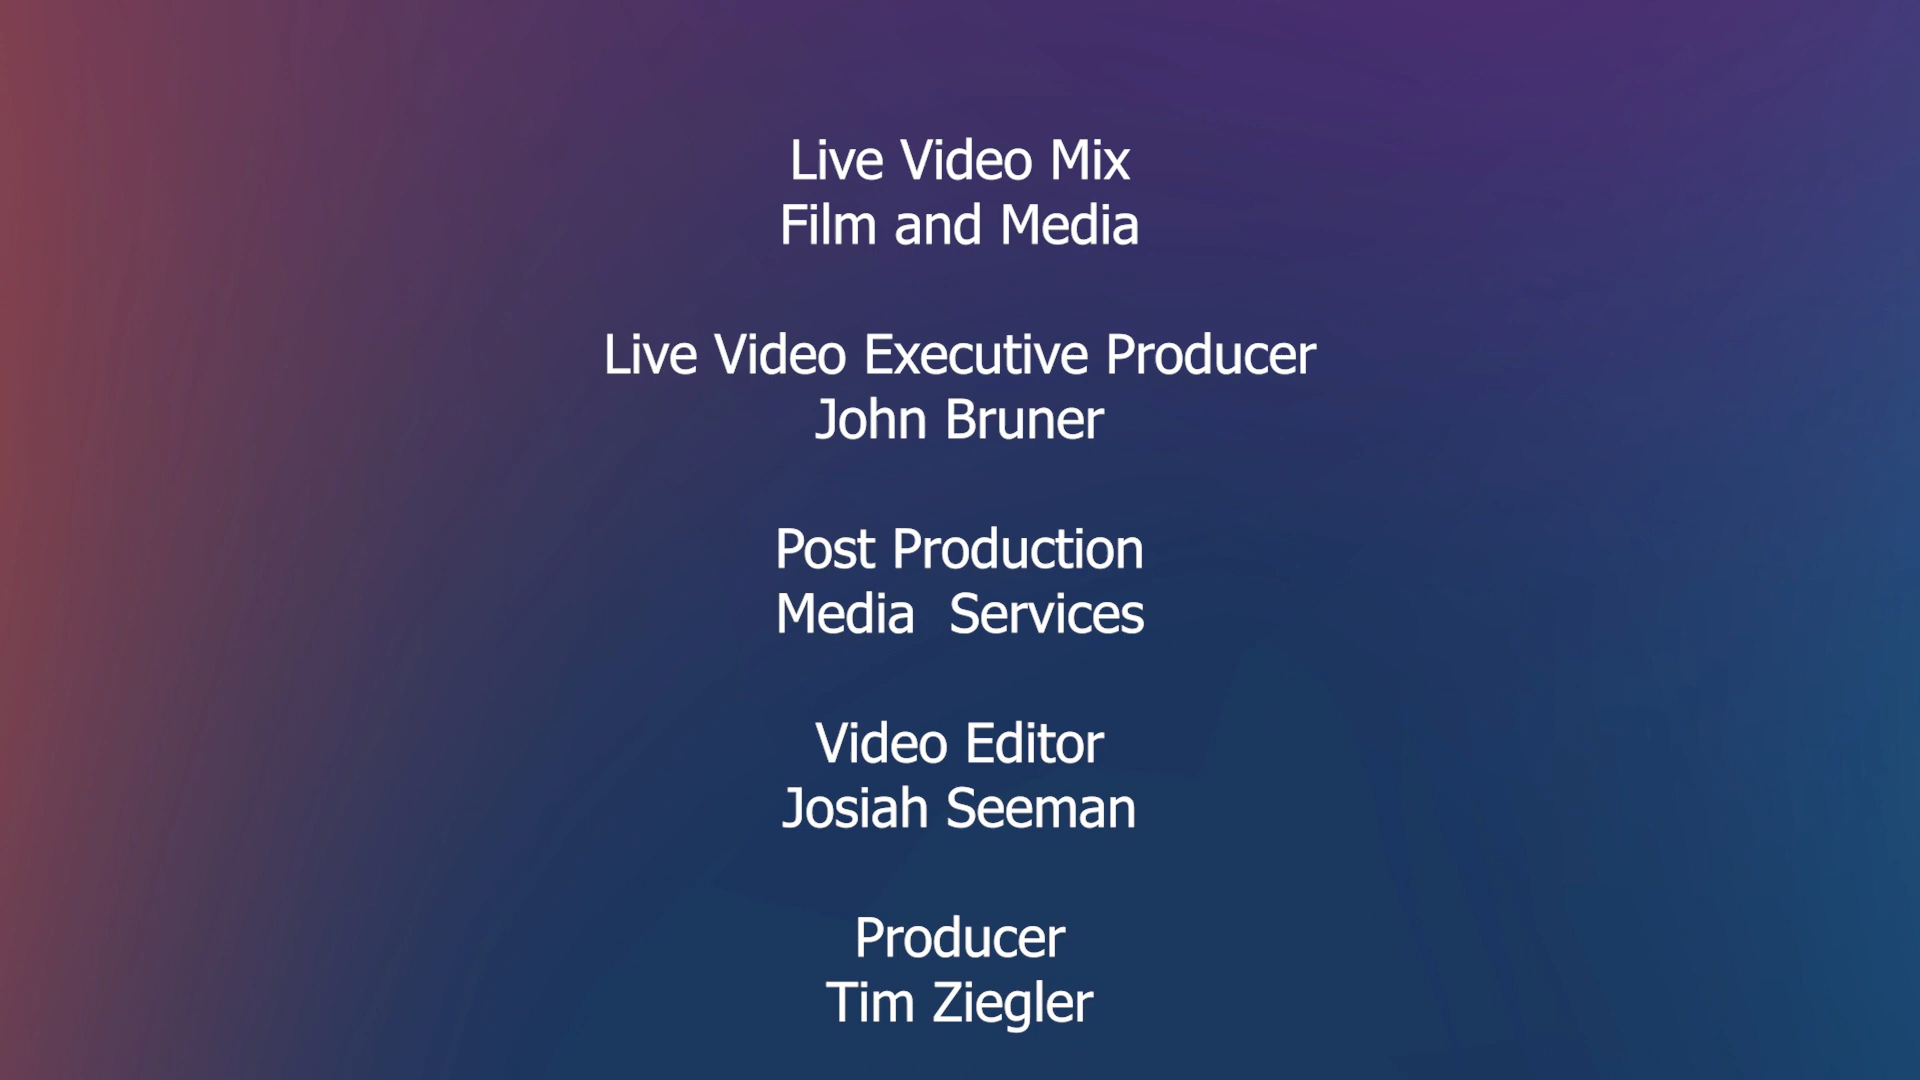 Live Video Mix
Film and Media
Live Video Executive Producer
John Bruner
Post Production
Media  Services
Video Editor
Josiah Seeman
Producer
Tim Ziegler